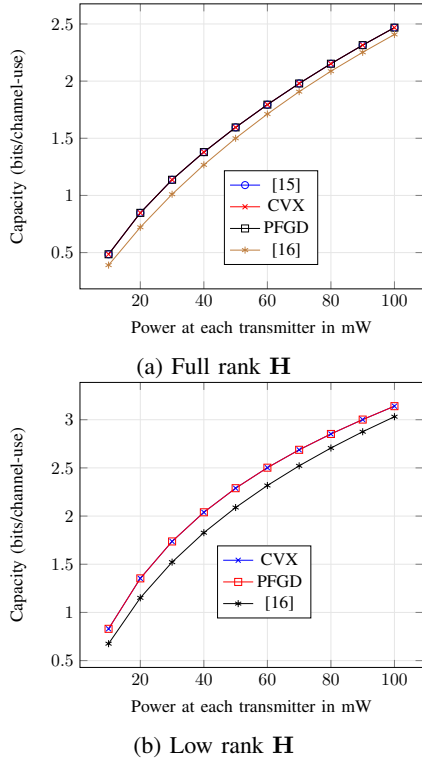 2.5
2
1.5
1
0.5
Capacity (bits/channel-use)
[15]
CVX
PFGD
[16]
20 40 60 80 100
Power at each transmitter in mW
(a) Full rank H
3
2.5
2
1.5
1
0.5
Capacity (bits/channel-use)
CVX
PFGD
[16]
20 40 60 80 100
Power at each transmitter in mW
(b) Low rank H